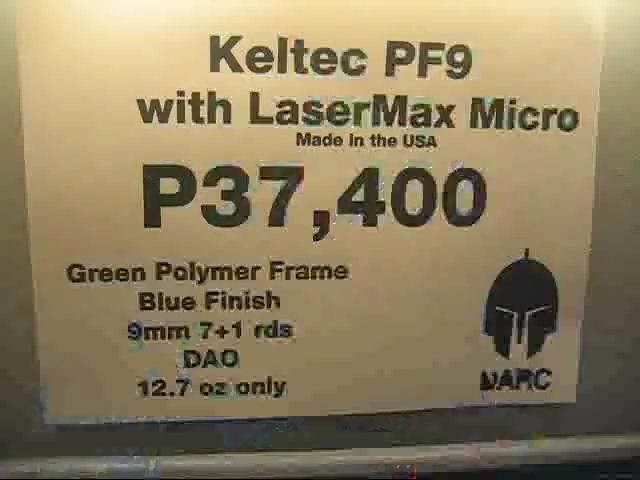 Keltec PF9
with LaserMax Micro
Made in the USA
P37,400
Green Polymer Frame
Blue Finish
9mm 7+1 rds
DAO
12.7 oz only
DARC